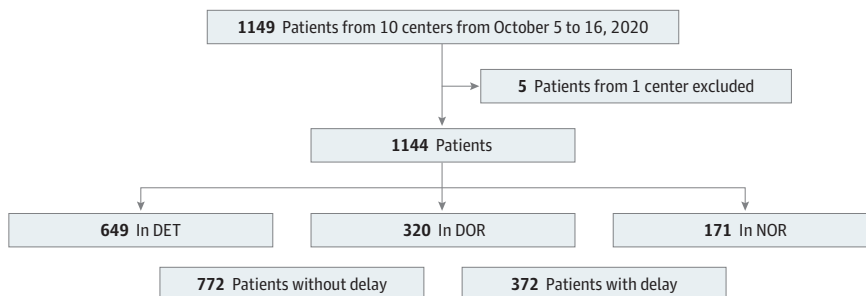 1149 Patients from 10 centers from October 5 to 16, 2020
5 Patients from 1 center excluded
1144 Patients
649 In DET
320 In DOR
171 In NOR
772 Patients without delay
372 Patients with delay